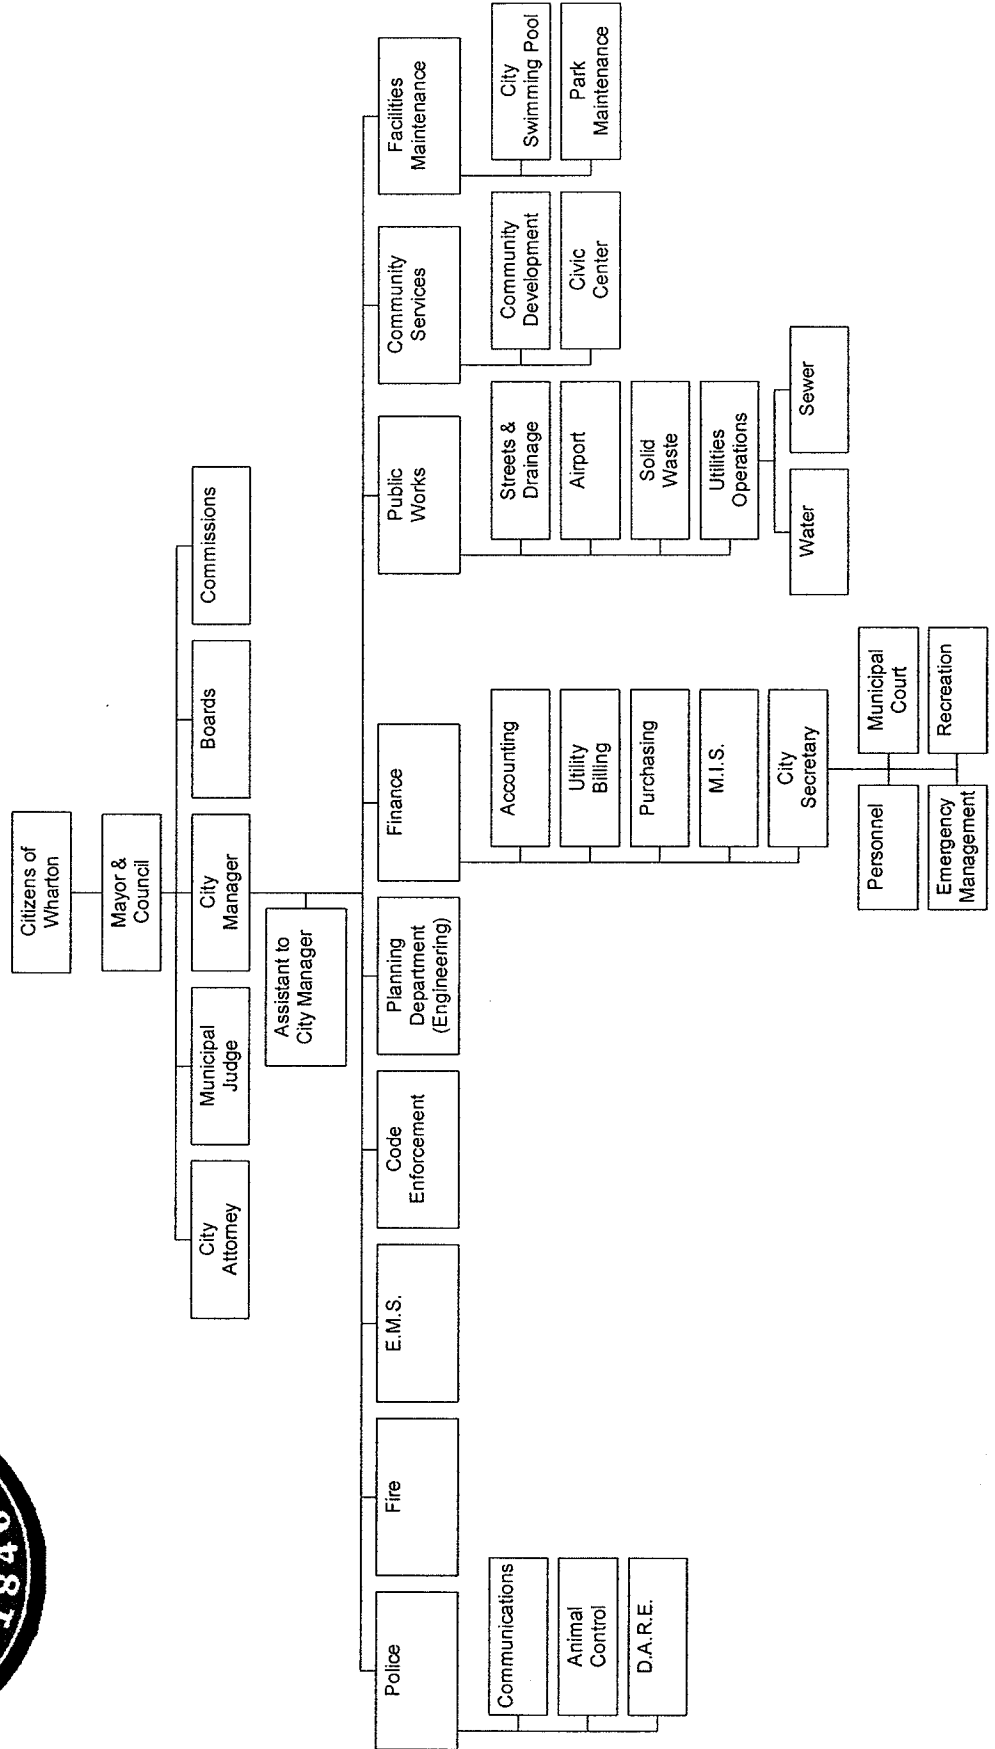 Citizens of
Wharton
Mayor &
Council
City
Attorney
Municipal
Judge
City
Manager
Boards
Commissions
Assistant to
City Manager
Police
Fire
E.M.S.
Code
Enforcement
Planning
Department
(Engineering)
Finance
Public
Works
Community
Services
Facilities
Maintenance
Communications
Animal
Control
D.A.R.E.
Accounting
Utility
Billing
Purchasing
M.I.S.
City
Secretary
Personnel
Municipal
Court
Emergency
Management
Recreation
Streets &
Drainage
Airport
Solid
Waste
Utilities
Operations
Water
Sewer
Community
Development
Civic
Center
City
Swimming Pool
Park
Maintenance
1846